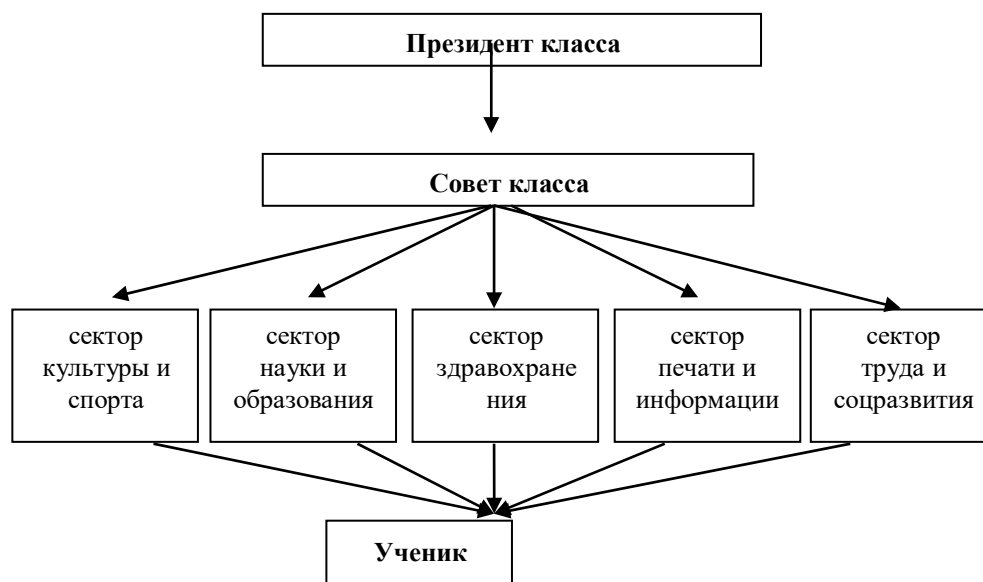 Президент класса
Совет класса
сектор
культуры и
спорта
сектор
науки и
образования
сектор
здравохране
ния
сектор
печати и
информации
сектор
труда и
соцразвития
Ученик